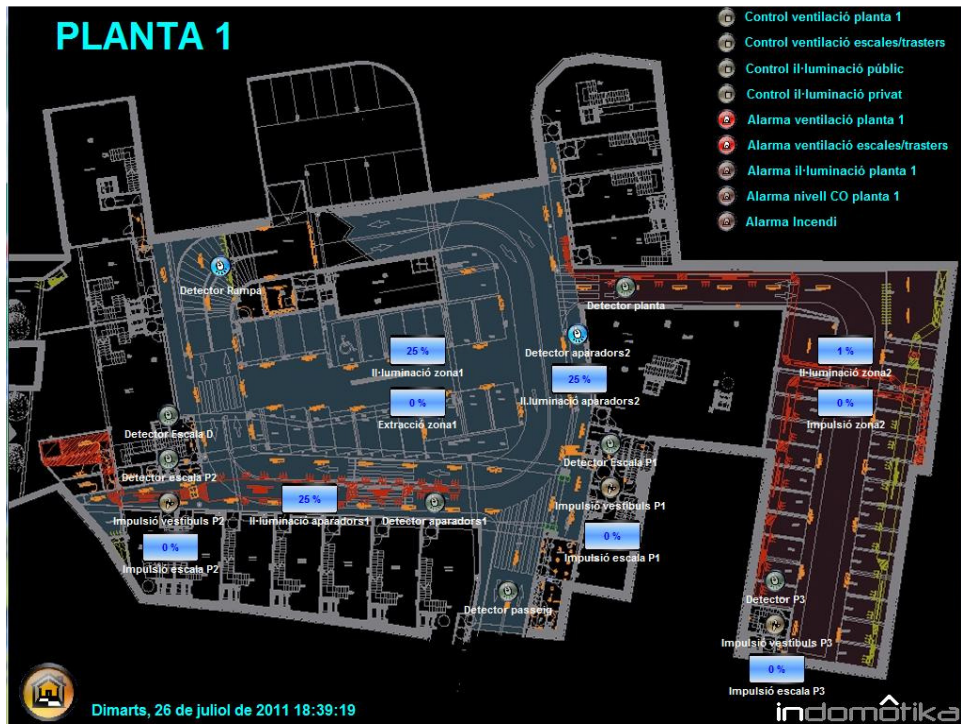 PLANTA 1
Control ventilació planta 1
Control ventilació escales/trasters
Control il·luminació públic
Control il·luminació privat
Alarma ventilació planta 1
Alarma ventilació escales/trasters
Alarma il·luminació planta 1
Alarma nivell CO planta 1
Alarma Incendi
Detector Rampa
Detector planta
Detector aparadors2
25 %
Il·luminació zona1
25 %
Il.luminació aparadors2
1 %
Il·luminació zona2
0 %
Extracció zona1
0 %
Impulsió zona2
Detector Escala D
Detector escala P2
Detector Escala P1
Impulsió vestíbuls P2
25 %
Il·luminació aparadors1
Detector aparadors1
Impulsió vestibuls P1
0 %
Impulsió escala P2
0 %
Impulsió escala P1
Detector passeig
Detector P3
Impulsió vestibuls P3
0 %
Impulsió escala P3
Dimarts, 26 de juliol de 2011 18:39:19
indomôtika